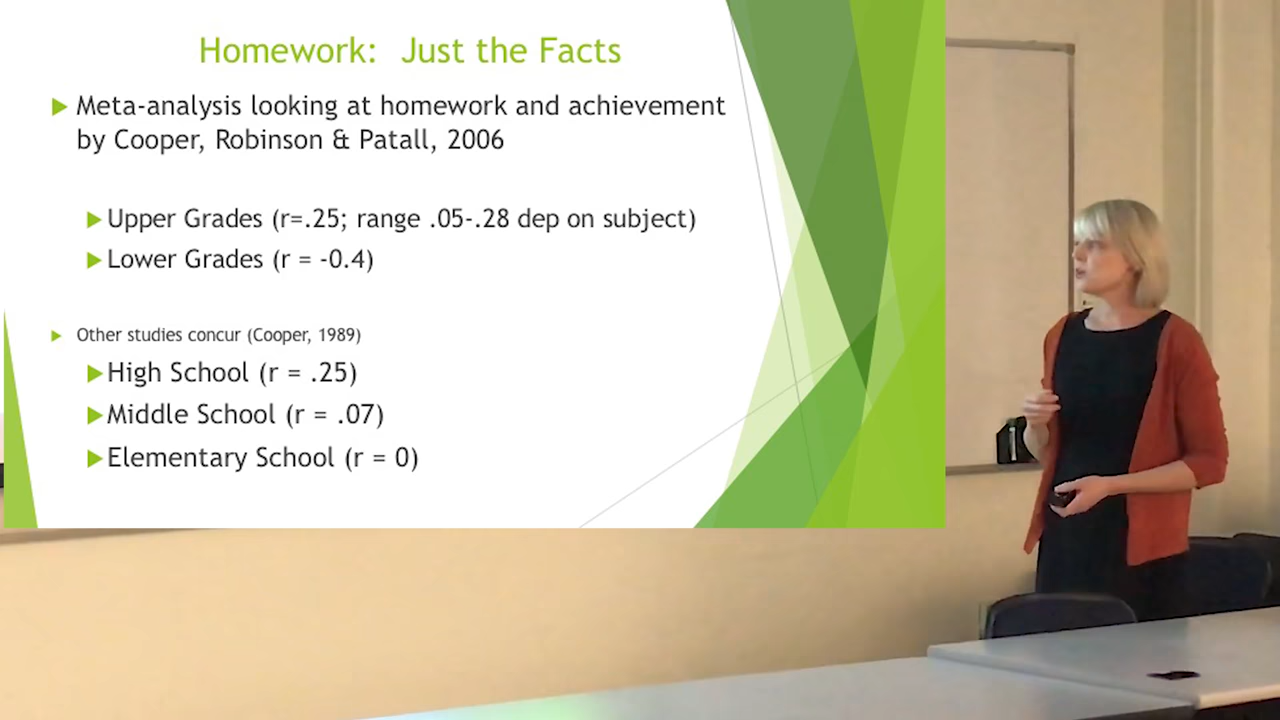 Homework: Just the Facts
Meta-analysis looking at homework and achievement
by Cooper, Robinson & Patall, 2006
Upper Grades (r=.25; range .05-.28 dep on subject)
Lower Grades (r = -0.4)
Other studies concur (Cooper, 1989)
High School (r = .25)
Middle School (r = .07)
Elementary School (r = 0)